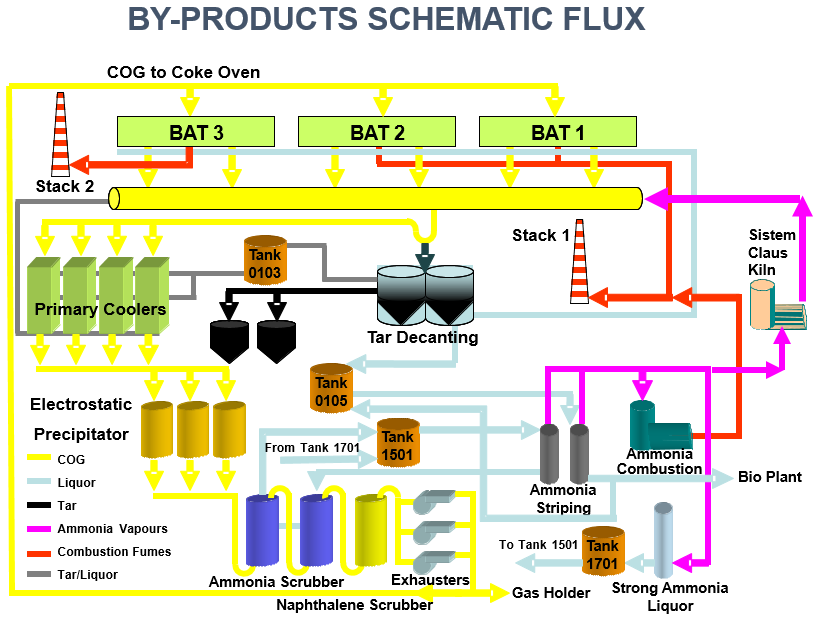 BY-PRODUCTS SCHEMATIC FLUX
COG to Coke Oven
BAT 3
BAT 2
BAT 1
Stack 2
Stack 1
Sistem
Claus
Kiln
Tank
0103
Primary Coolers
Tar Decanting
Tank
0105
Electrostatic
Precipitator
Tank
1501
From Tank 1701
COG
Liquor
Tar
Ammonia Vapours
Combustion Fumes
Tar/Liquor
Ammonia
Combustion
Ammonia
Striping
Bio Plant
To Tank 1501
Tank
1701
Ammonia Scrubber
Exhausters
Naphthalene Scrubber
Gas Holder
Strong Ammonia
Liquor